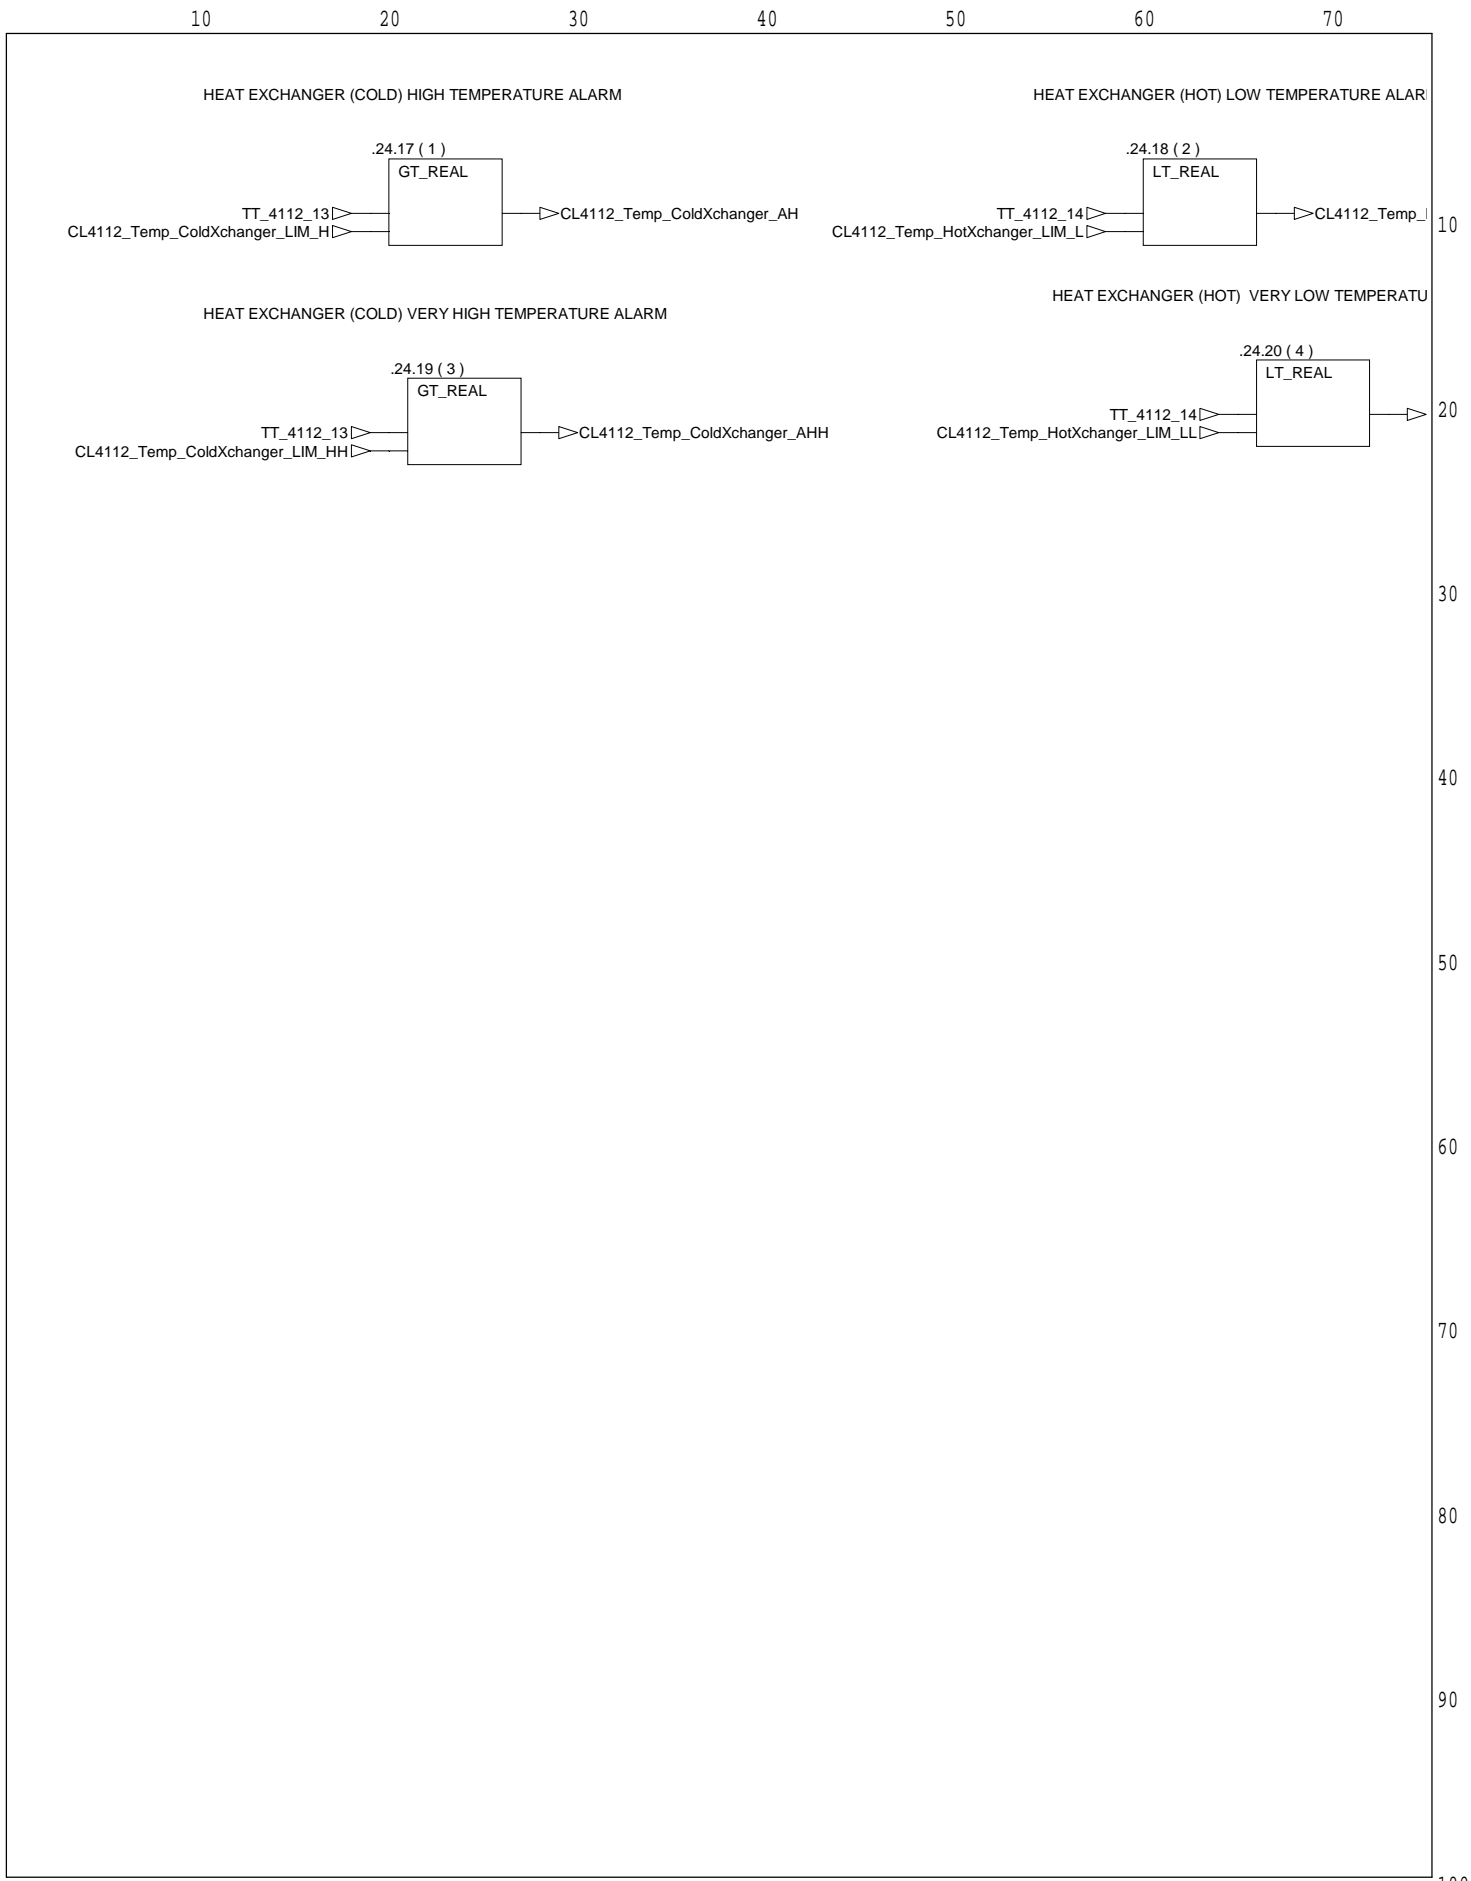 10 20 30 40 50 60 70
HEAT EXCHANGER (COLD) HIGH TEMPERATURE ALARM
HEAT EXCHANGER (HOT) LOW TEMPERATURE ALAR
.24.17 ( 1 )
GT_REAL
TT_4112_13
CL4112_Temp_ColdXchanger_LIM_H
CL4112_Temp_ColdXchanger_AH
.24.18 ( 2 )
LT_REAL
TT_4112_14
CL4112_Temp_HotXchanger_LIM_L
CL4112_Temp_
10
HEAT EXCHANGER (COLD) VERY HIGH TEMPERATURE ALARM
HEAT EXCHANGER (HOT)  VERY LOW TEMPERATU
.24.19 ( 3 )
GT_REAL
TT_4112_13
CL4112_Temp_ColdXchanger_LIM_HH
CL4112_Temp_ColdXchanger_AHH
.24.20 ( 4 )
LT_REAL
TT_4112_14
CL4112_Temp_HotXchanger_LIM_LL
20
30
40
50
60
70
80
90